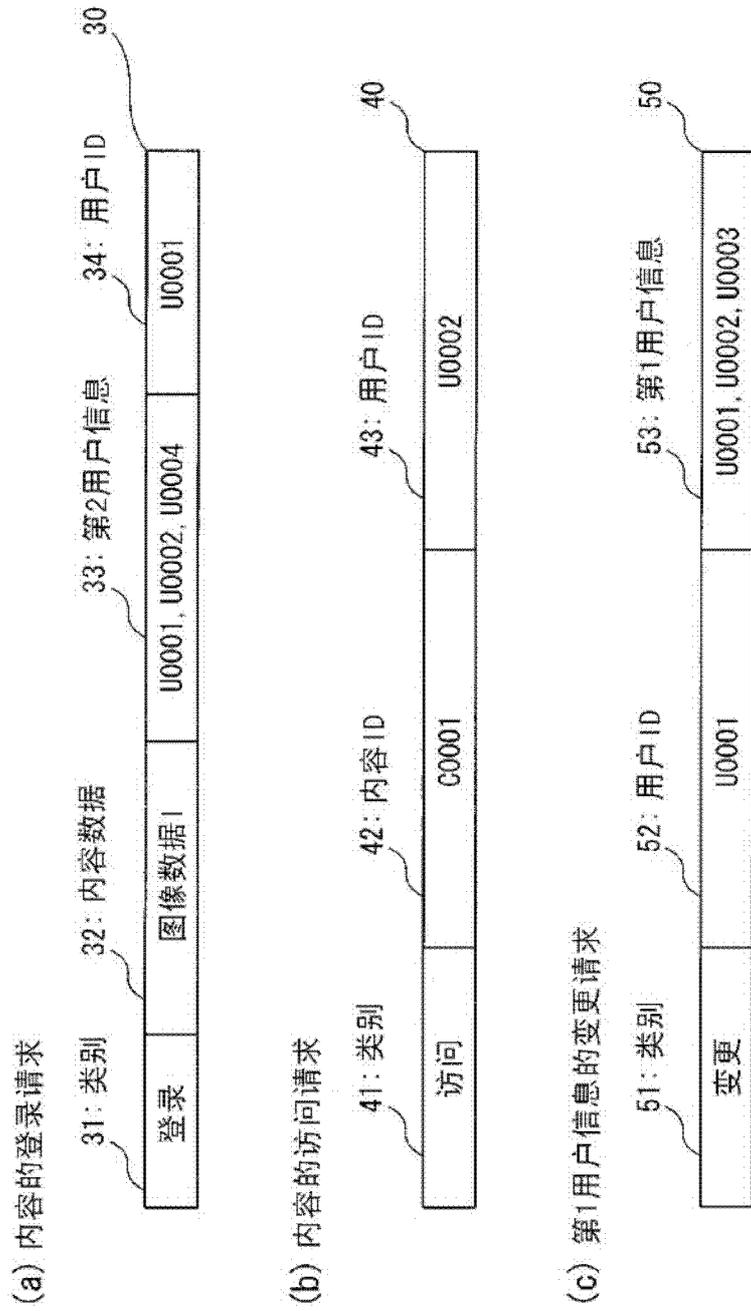 (a) 内容的登录请求
31: 类别
32: 内容数据
33: 第2用户信息
34: 用户ID
30
登录
图像数据1
U0001, U0002, U0004
U0001
(b) 内容的访问请求
41: 类别
42: 内容ID
43: 用户ID
40
访问
C0001
U0002
(c) 第1用户信息的变更请求
51: 类别
52: 用户ID
53: 第1用户信息
50
变更
U0001
U0001, U0002, U0003